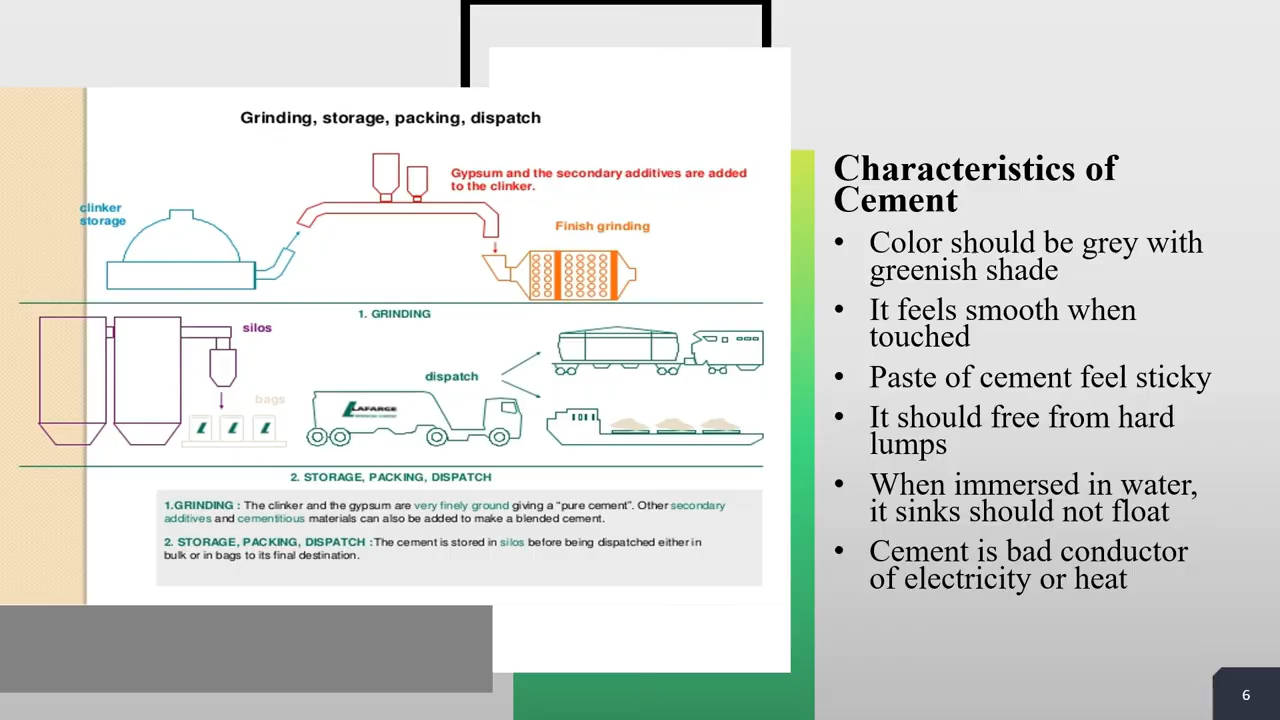 Grinding, storage, packing, dispatch
Gypsum and the secondary additives are added
to the clinker.
clinker
storage
Finish grinding
1. GRINDING
silos
dispatch
bags
LAFARGE
2. STORAGE, PACKING, DISPATCH
1.GRINDING : The clinker and the gypsum are very finely ground giving a “pure cement”. Other secondary
additives and cementitious materials can also be added to make a blended cement.
2. STORAGE, PACKING, DISPATCH :The cement is stored in silos before being dispatched either in
bulk or in bags to its final destination.
Characteristics of
Cement
• Color should be grey with
greenish shade
• It feels smooth when
touched
• Paste of cement feel sticky
• It should free from hard
lumps
• When immersed in water,
it sinks should not float
• Cement is bad conductor
of electricity or heat
6